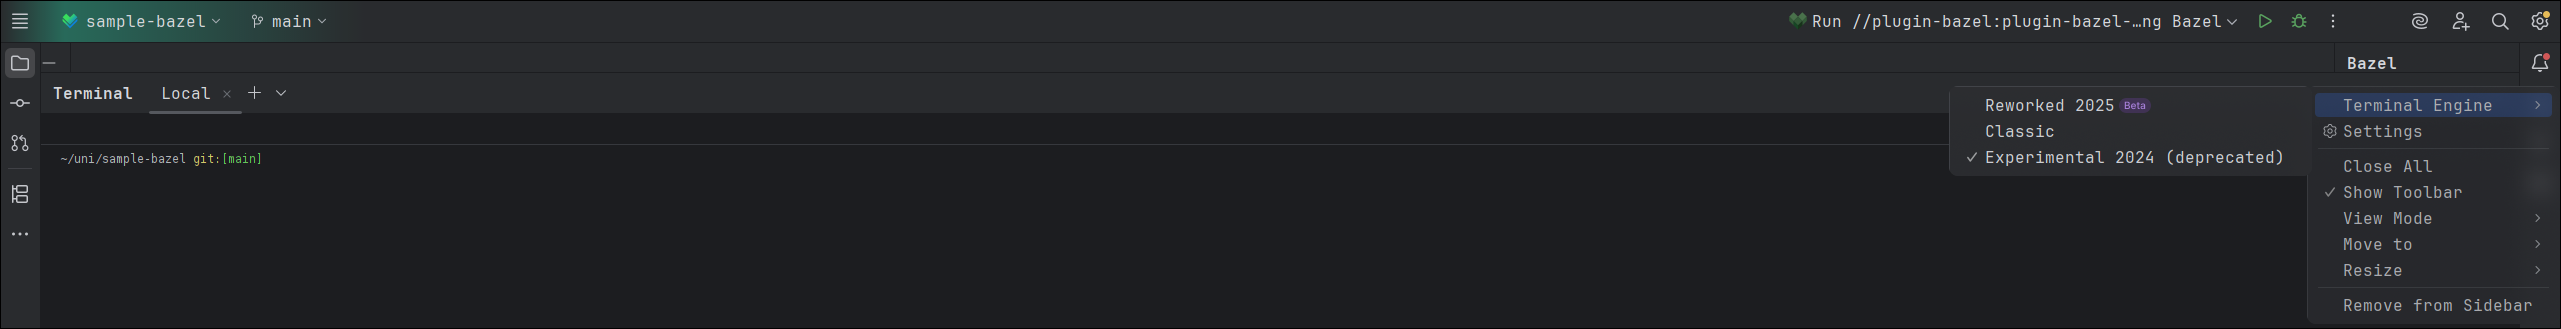 sample-bazel main Run //plugin-bazel:plugin-bazel-…ng Bazel
Bazel
Terminal Local
Reworked 2025 Beta
Classic
Experimental 2024 (deprecated)
Terminal Engine
Settings
Close All
Show Toolbar
View Mode
Move to
Resize
Remove from Sidebar
~/uni/sample-bazel git:[main]